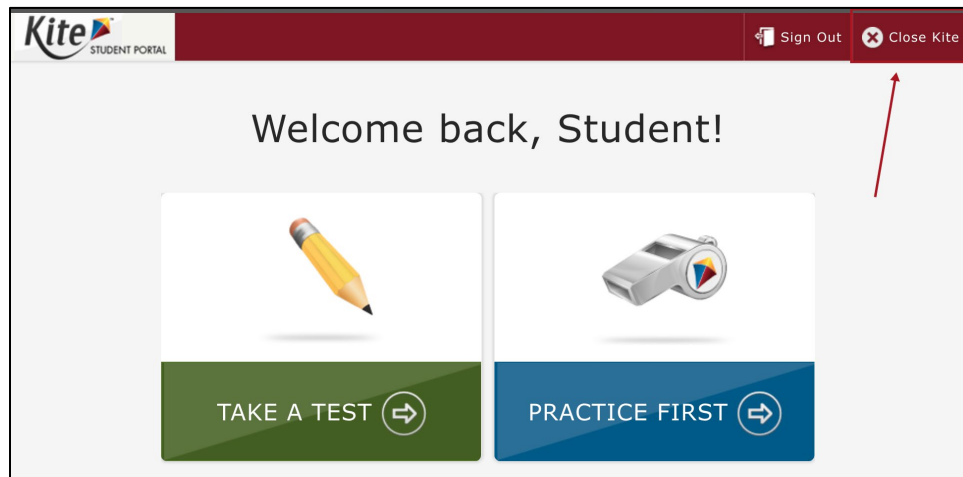 Kite
STUDENT PORTAL
Sign Out
Close Kite
Welcome back, Student!
TAKE A TEST
PRACTICE FIRST